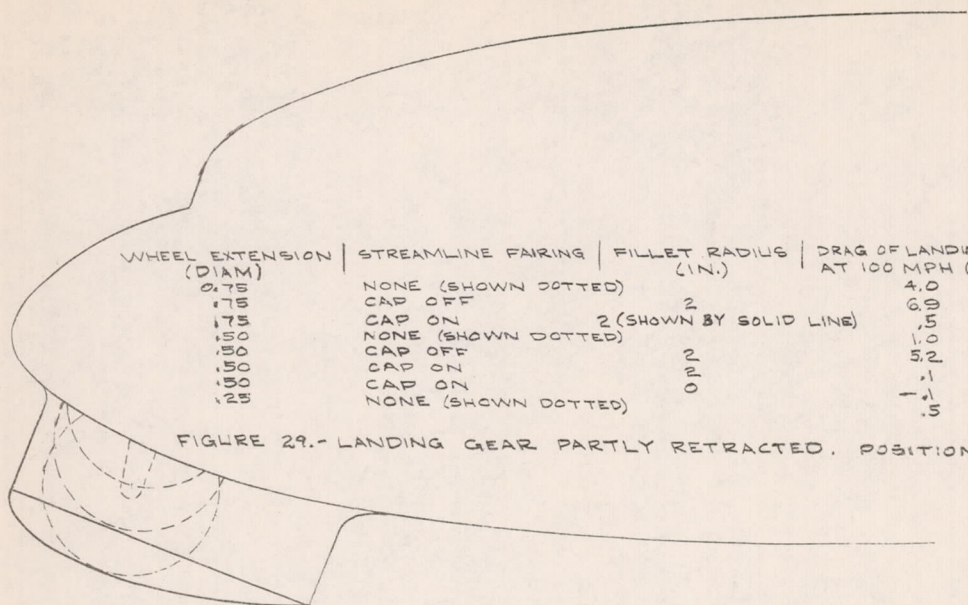 WHEEL EXTENSION | STREAMLINE FAIRING | FILLET RADIUS | DRAG OF LANDI
(DIAM) (IN.) AT 100 MPH (
0.75 NONE (SHOWN DOTTED) 4.0
.75 CAP OFF 2 6.9
.75 CAP ON 2 (SHOWN BY SOLID LINE) .5
.50 NONE (SHOWN DOTTED) 1.0
.50 CAP OFF 2 5.2
.50 CAP ON 2 .1
.50 CAP ON 0 -.1
.25 NONE (SHOWN DOTTED) .5
FIGURE 29.- LANDING GEAR PARTLY RETRACTED. POSITION